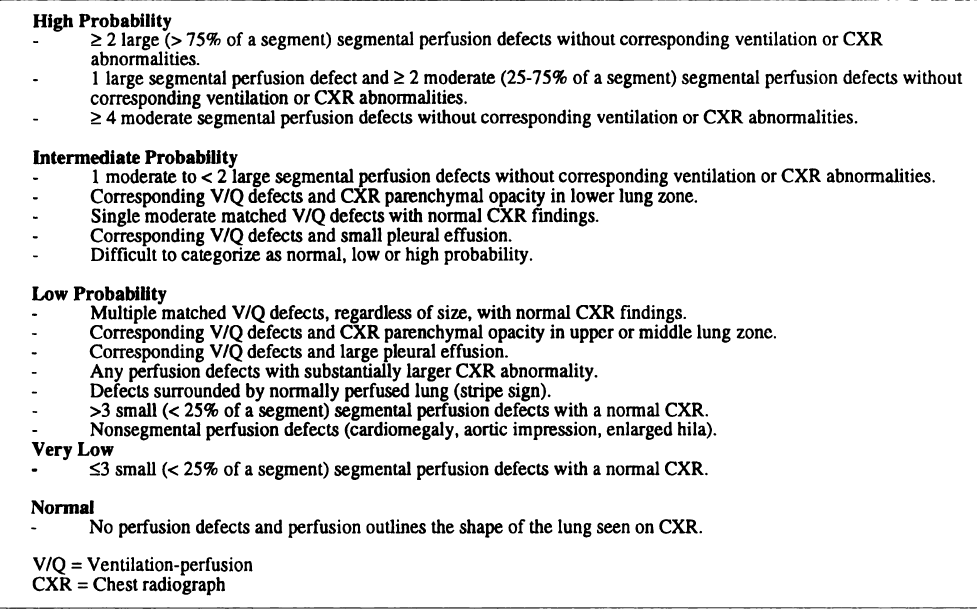 High Probability
- ≥ 2 large (> 75% of a segment) segmental perfusion defects without corresponding ventilation or CXR
abnormalities.
- 1 large segmental perfusion defect and ≥ 2 moderate (25-75% of a segment) segmental perfusion defects without
corresponding ventilation or CXR abnormalities.
- ≥ 4 moderate segmental perfusion defects without corresponding ventilation or CXR abnormalities.
Intermediate Probability
- 1 moderate to < 2 large segmental perfusion defects without corresponding ventilation or CXR abnormalities.
- Corresponding V/Q defects and CXR parenchymal opacity in lower lung zone.
- Single moderate matched V/Q defects with normal CXR findings.
- Corresponding V/Q defects and small pleural effusion.
- Difficult to categorize as normal, low or high probability.
Low Probability
- Multiple matched V/Q defects, regardless of size, with normal CXR findings.
- Corresponding V/Q defects and CXR parenchymal opacity in upper or middle lung zone.
- Corresponding V/Q defects and large pleural effusion.
- Any perfusion defects with substantially larger CXR abnormality.
- Defects surrounded by normally perfused lung (stripe sign).
- >3 small (< 25% of a segment) segmental perfusion defects with a normal CXR.
- Nonsegmental perfusion defects (cardiomegaly, aortic impression, enlarged hila).
Very Low
- ≤3 small (< 25% of a segment) segmental perfusion defects with a normal CXR.
Normal
- No perfusion defects and perfusion outlines the shape of the lung seen on CXR.
V/Q = Ventilation-perfusion
CXR = Chest radiograph